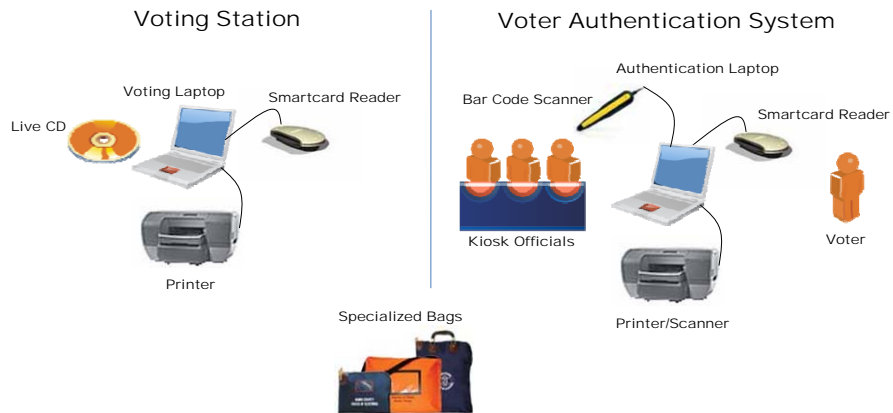 Voting Station
Voter Authentication System
Voting Laptop
Smartcard Reader
Live CD
Printer
Authentication Laptop
Bar Code Scanner
Smartcard Reader
Kiosk Officials
Voter
Printer/Scanner
Specialized Bags